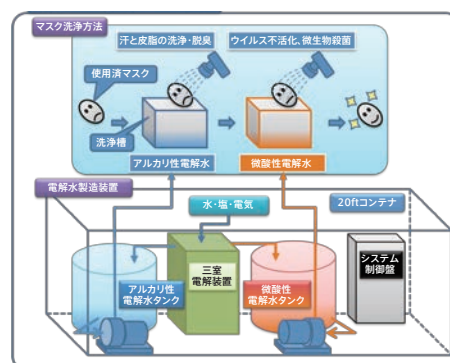 マスク洗浄方法
汗と皮脂の洗浄・脱臭
ウイルス不活化、微生物殺菌
使用済マスク
洗浄槽
アルカリ性電解水
微酸性電解水
電解水製造装置
水・塩・電気
20ftコンテナ
三室
電解装置
システム
制御盤
アルカリ性
電解水タンク
微酸性
電解水タンク